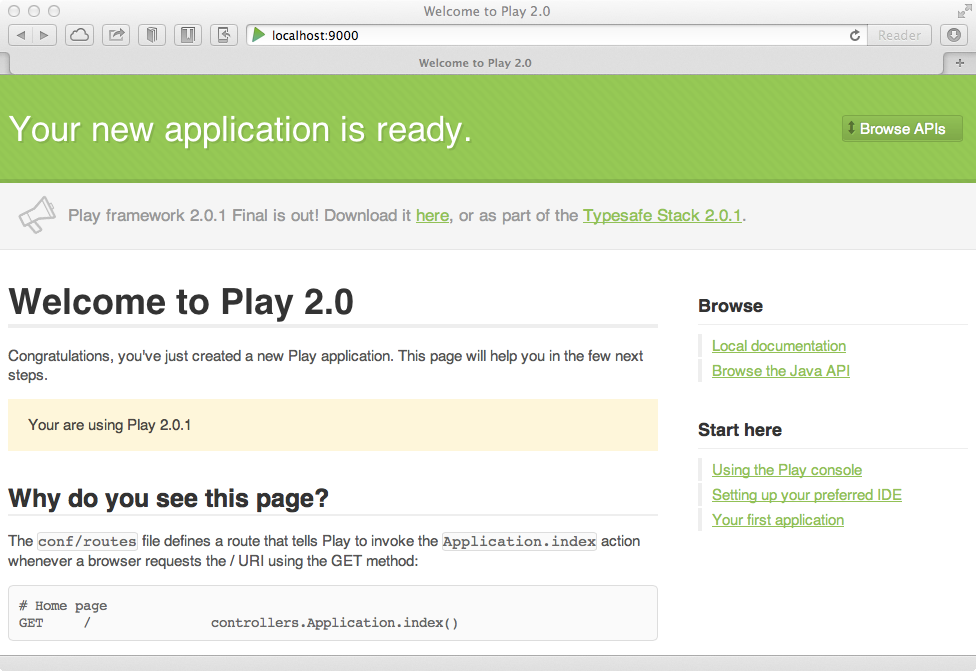 Welcome to Play 2.0
localhost:9000
Reader
Welcome to Play 2.0
+
Your new application is ready.
Browse APIs
Play framework 2.0.1 Final is out! Download it here, or as part of the Typesafe Stack 2.0.1.
Welcome to Play 2.0
Congratulations, you've just created a new Play application. This page will help you in the few next
steps.
Your are using Play 2.0.1
Why do you see this page?
The conf/routes file defines a route that tells Play to invoke the Application.index action
whenever a browser requests the / URI using the GET method:
# Home page
GET     /               controllers.Application.index()
Browse
Local documentation
Browse the Java API
Start here
Using the Play console
Setting up your preferred IDE
Your first application